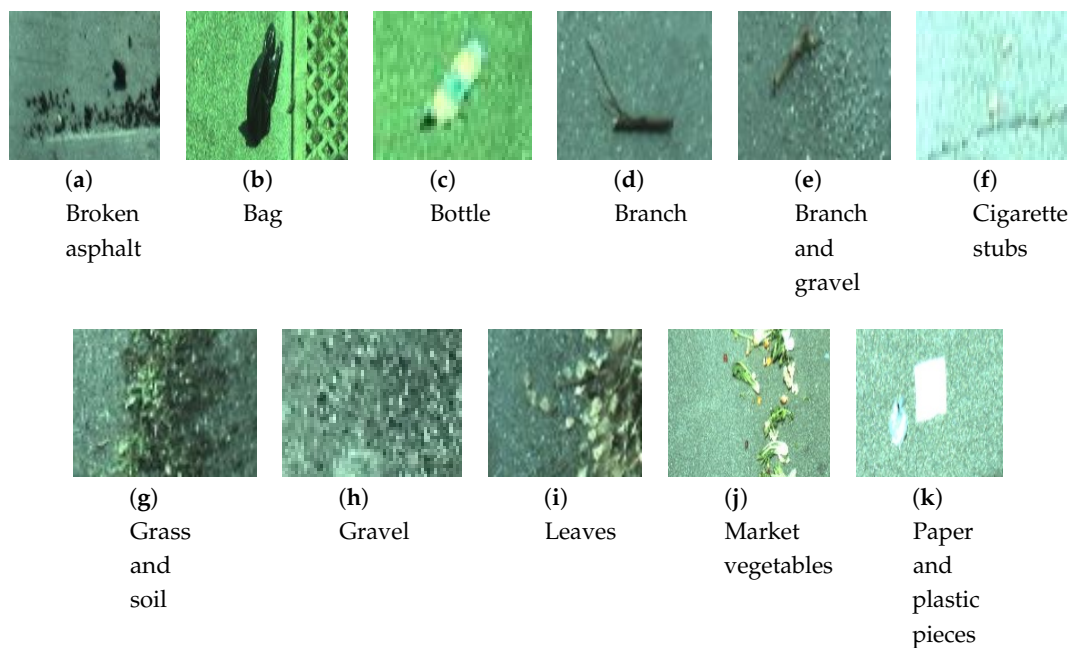 (a)
Broken
asphalt
(b)
Bag
(c)
Bottle
(d)
Branch
(e)
Branch
and
gravel
(f)
Cigarette
stubs
(g)
Grass
and
soil
(h)
Gravel
(i)
Leaves
(j)
Market
vegetables
(k)
Paper
and
plastic
pieces